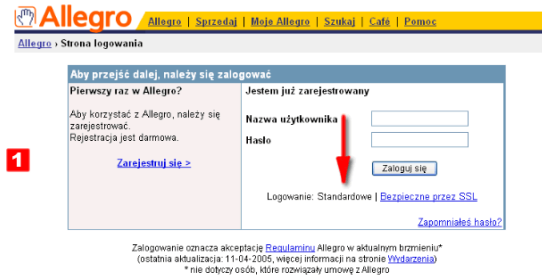 Allegro
Allegro | Sprzedaj | Moje Allegro | Szukaj | Café | Pomoc
Allegro › Strona logowania
Aby przejść dalej, należy się zalogować
Pierwszy raz w Allegro?
Aby korzystać z Allegro, należy się
zarejestrować.
Rejestracja jest darmowa.
Zarejestruj się >
Jestem już zarejestrowany
Nazwa użytkownika
Hasło
Zaloguj się
Logowanie: Standardowe | Bezpieczne przez SSL
Zapomniałeś hasło?
1
Zalogowanie oznacza akceptację Regulaminu Allegro w aktualnym brzmieniu*
(ostatnia aktualizacja: 11-04-2005, więcej informacji na stronie Wydarzenia)
* nie dotyczy osób, które rozwiązały umowę z Allegro